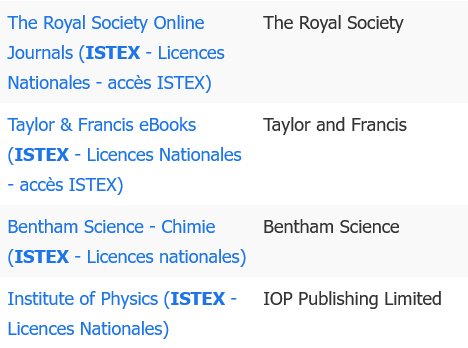 The Royal Society Online
Journals (ISTEX - Licences
Nationales - accès ISTEX)
The Royal Society
Taylor & Francis eBooks
(ISTEX - Licences Nationales
- accès ISTEX)
Taylor and Francis
Bentham Science - Chimie
(ISTEX - Licences nationales)
Bentham Science
Institute of Physics (ISTEX -
Licences Nationales)
IOP Publishing Limited